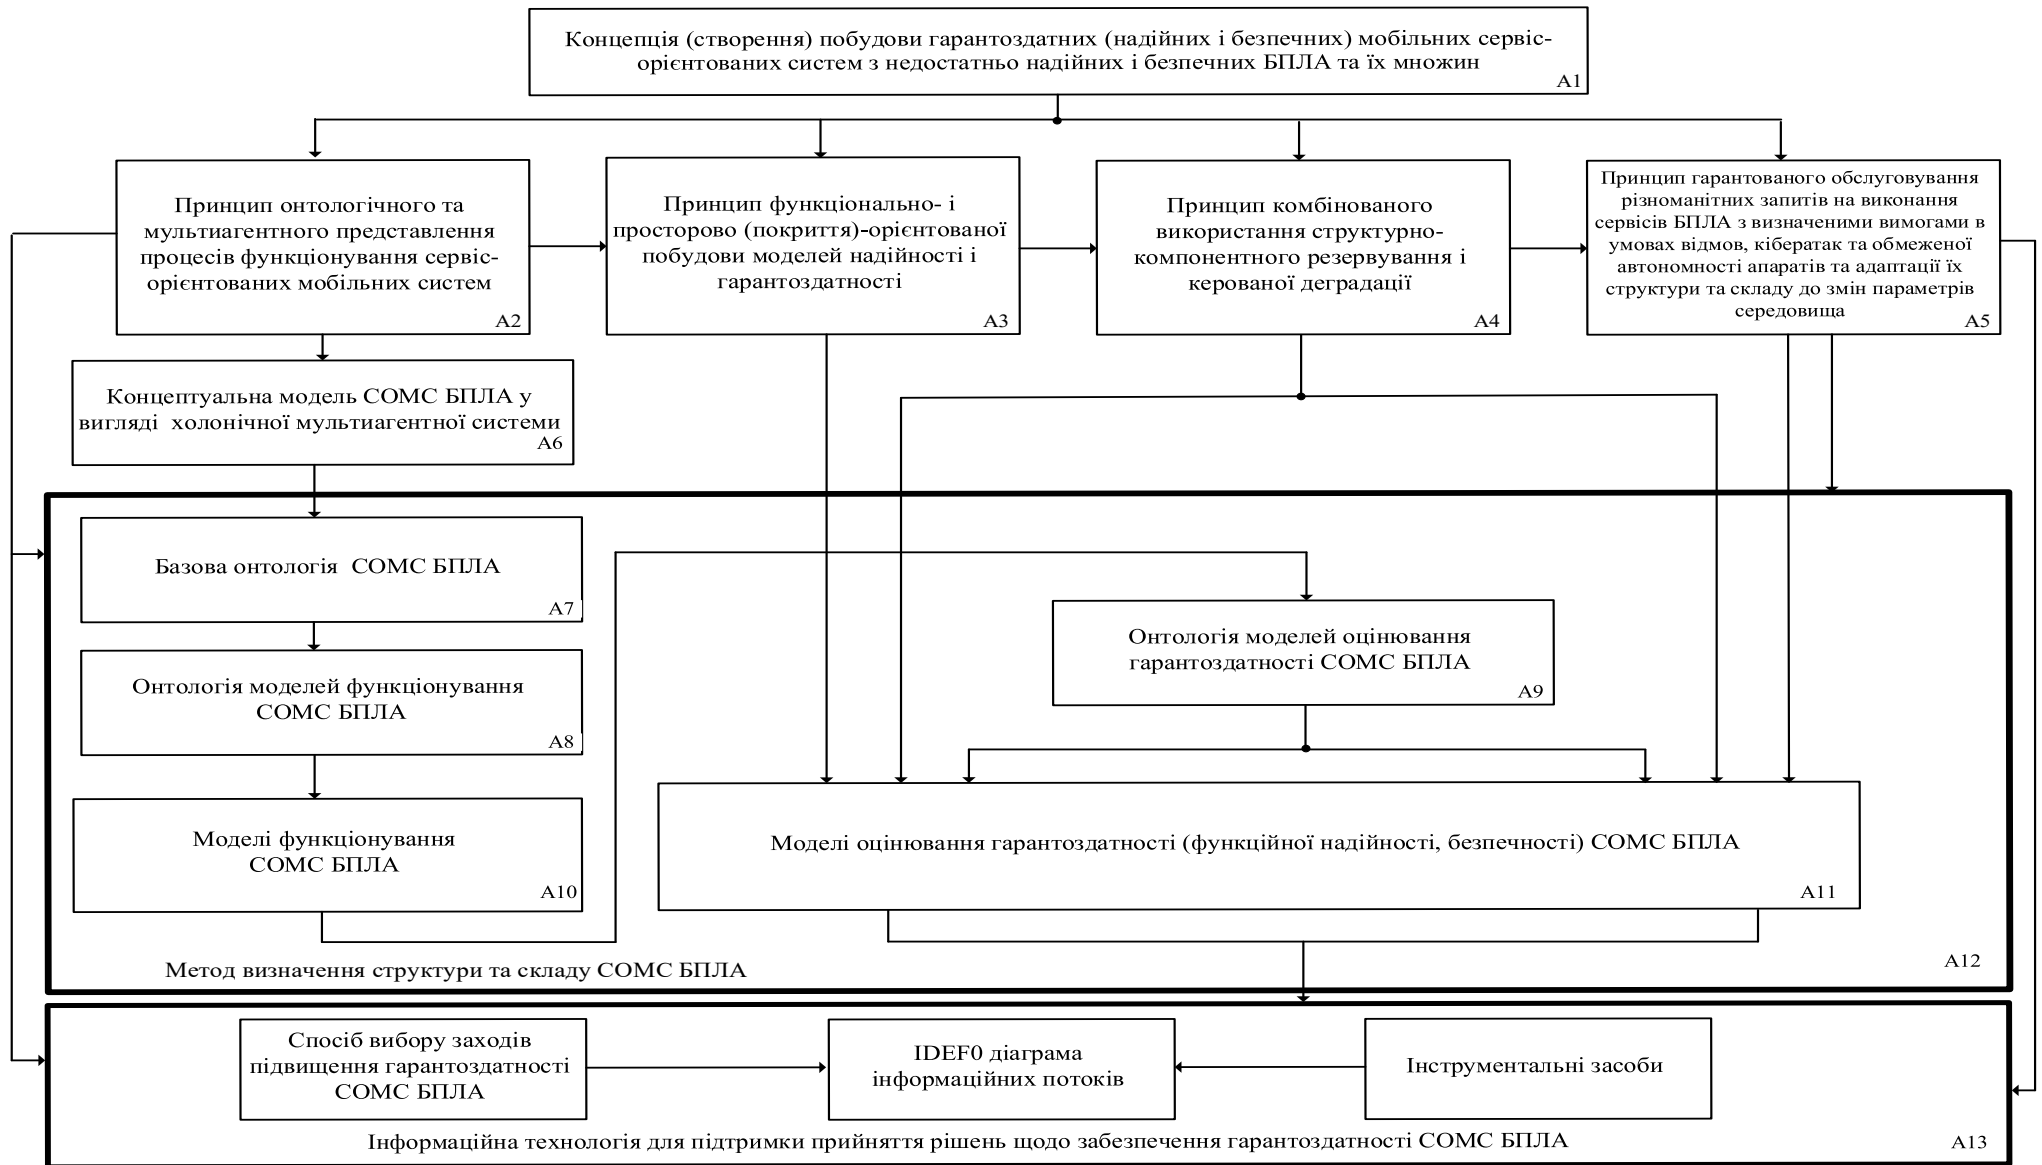 Концепція (створення) побудови гарантоздатних (надійних і безпечних) мобільних сервіс-
орієнтованих систем з недостатньо надійних і безпечних БПЛА та їх множин
А1
Принцип онтологічного та
мультиагентного представлення
процесів функціонування сервіс-
орієнтованих мобільних систем
А2
Принцип функціонально- і
просторово (покриття)-орієнтованої
побудови моделей надійності і
гарантоздатності
А3
Принцип комбінованого
використання структурно-
компонентного резервування і
керованої деградації
А4
Принцип гарантованого обслуговування
різноманітних запитів на виконання
сервісів БПЛА з визначеними вимогами в
умовах відмов, кібератак та обмеженої
автономності апаратів та адаптації їх
структури та складу до змін параметрів
середовища
А5
Концептуальна модель СОМС БПЛА у
вигляді холонічної мультиагентної системи
А6
Базова онтологія СОМС БПЛА
А7
Онтологія моделей функціонування
СОМС БПЛА
А8
Онтологія моделей оцінювання
гарантоздатності СОМС БПЛА
А9
Моделі функціонування
СОМС БПЛА
А10
Моделі оцінювання гарантоздатності (функційної надійності, безпечності) СОМС БПЛА
А11
Метод визначення структури та складу СОМС БПЛА
А12
Спосіб вибору заходів
підвищення гарантоздатності
СОМС БПЛА
IDEF0 діаграма
інформаційних потоків
Інструментальні засоби
Інформаційна технологія для підтримки прийняття рішень щодо забезпечення гарантоздатності СОМС БПЛА
А13